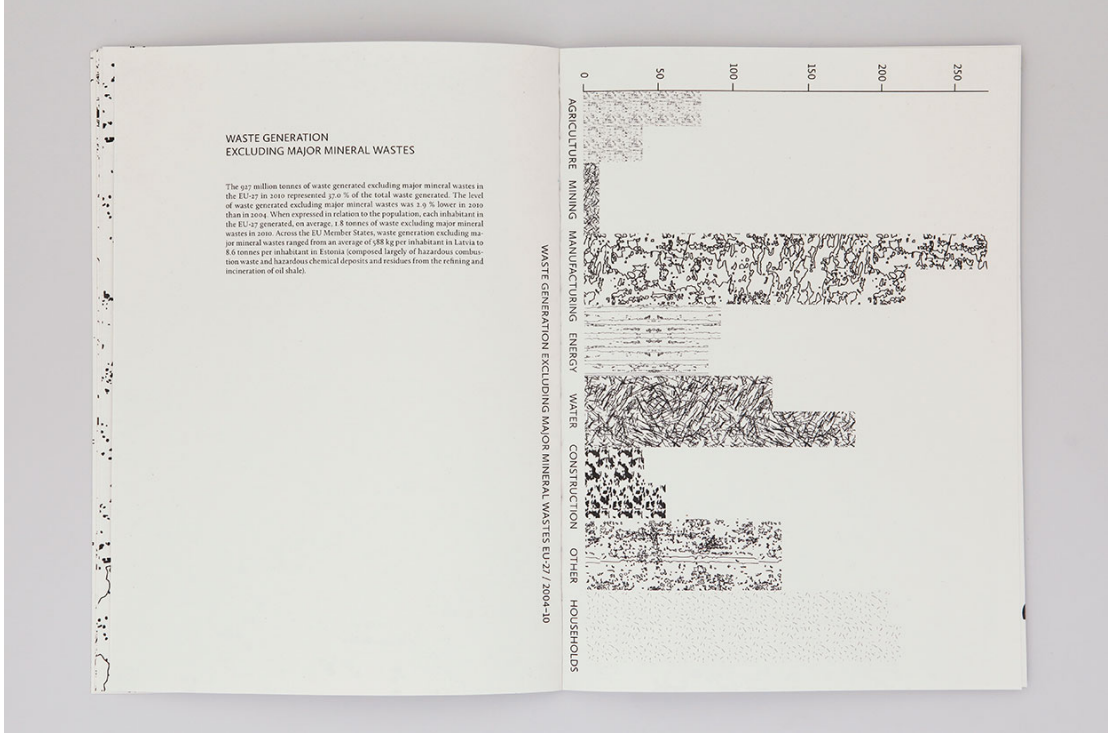 WASTE GENERATION
EXCLUDING MAJOR MINERAL WASTES
The 927 million tonnes of waste generated excluding major mineral wastes in
the EU-27 in 2010 represented 37.0 % of the total waste generated. The level
of waste generated excluding major mineral wastes was 2.9 % lower in 2010
than in 2004. When expressed in relation to the population, each inhabitant in
the EU-27 generated, on average, 1.8 tonnes of waste excluding major mineral
wastes in 2010. Across the EU Member States, waste generation excluding ma-
jor mineral wastes ranged from an average of 588 kg per inhabitant in Latvia to
8.6 tonnes per inhabitant in Estonia (composed largely of hazardous combus-
tion waste and hazardous chemical deposits and residues from the refining and
incineration of oil shale).
WASTE GENERATION EXCLUDING MAJOR MINERAL WASTES EU-27 / 2004–10
0 50 100 150 200 250
AGRICULTURE MINING MANUFACTURING ENERGY WATER CONSTRUCTION OTHER HOUSEHOLDS